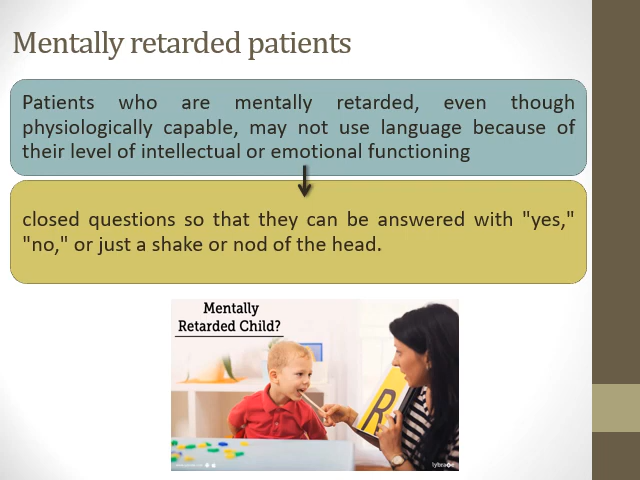 Mentally retarded patients
Patients who are mentally retarded, even though
physiologically capable, may not use language because of
their level of intellectual or emotional functioning
closed questions so that they can be answered with "yes,"
"no," or just a shake or nod of the head.
Mentally
Retarded Child?
R
lybrate